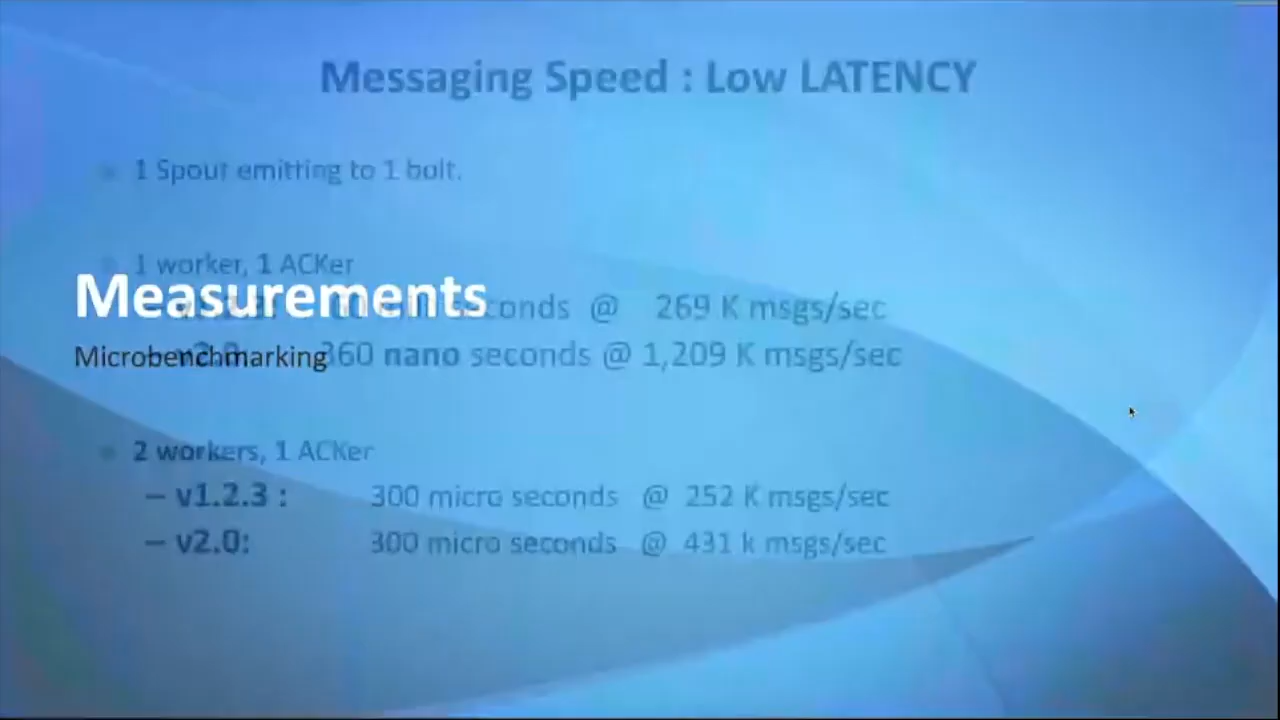 Messaging Speed : Low LATENCY
1 Spout emitting to 1 bolt.
1 worker, 1 ACKer
Measurements
seconds @ 269 K msgs/sec
Microbenchmarking
360 nano seconds @ 1,209 K msgs/sec
2 workers, 1 ACKer
– v1.2.3 : 300 micro seconds @ 252 K msgs/sec
– v2.0: 300 micro seconds @ 431 k msgs/sec